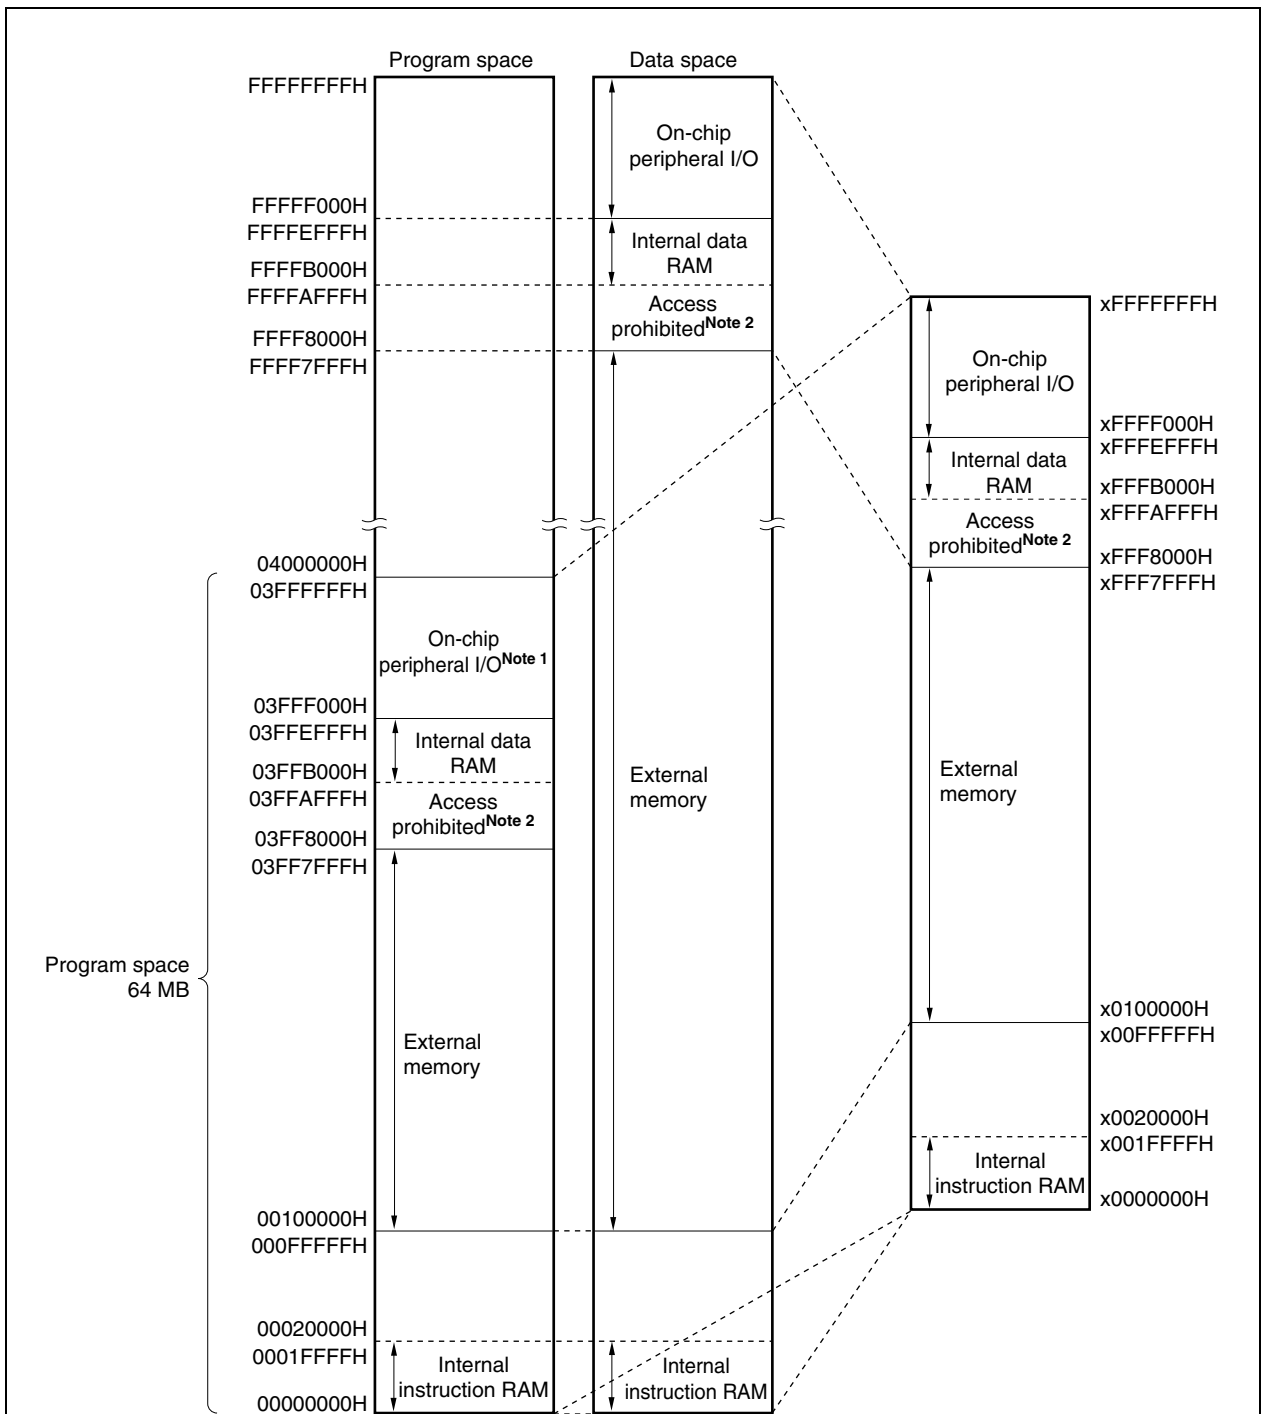 Program space
Data space
FFFFFFFFH
On-chip
peripheral I/O
FFFFF000H
FFFFEFFFH
Internal data
RAM
FFFFB000H
FFFFAFFFH
Access
prohibitedNote 2
FFFF8000H
FFFF7FFFH
04000000H
03FFFFFFH
On-chip
peripheral I/ONote 1
03FFF000H
03FFEFFFH
Internal data
RAM
03FFB000H
03FFAFFFH
Access
prohibitedNote 2
03FF8000H
03FF7FFFH
Program space
64 MB
External
memory
External
memory
00100000H
000FFFFFH
00020000H
0001FFFFH
Internal
instruction RAM
Internal
instruction RAM
00000000H
xFFFFFFFH
On-chip
peripheral I/O
xFFFF000H
xFFFEFFFH
Internal data
RAM
xFFFB000H
xFFFAFFFH
Access
prohibitedNote 2
xFFF8000H
xFFF7FFFH
External
memory
x0100000H
x00FFFFFH
x0020000H
x001FFFFH
Internal
instruction RAM
x0000000H